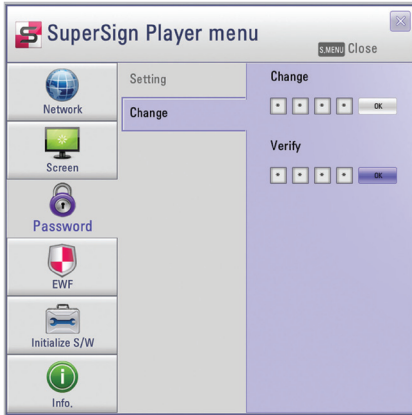 SuperSign Player menu
S.MENU Close
Network
Screen
Password
EWF
Initialize S/W
Info.
Setting
Change
Change
* * * * OK
Verify
* * * * OK